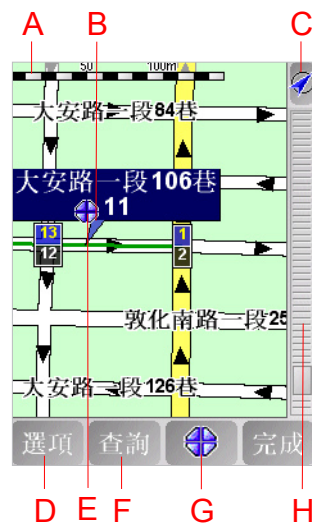 A B C
50 100m
大安路一段84巷
大安路一段106巷
11
13 1
12 2
敦化南路一段25
大安路一段126巷
選項 查詢 完成
D E F G H